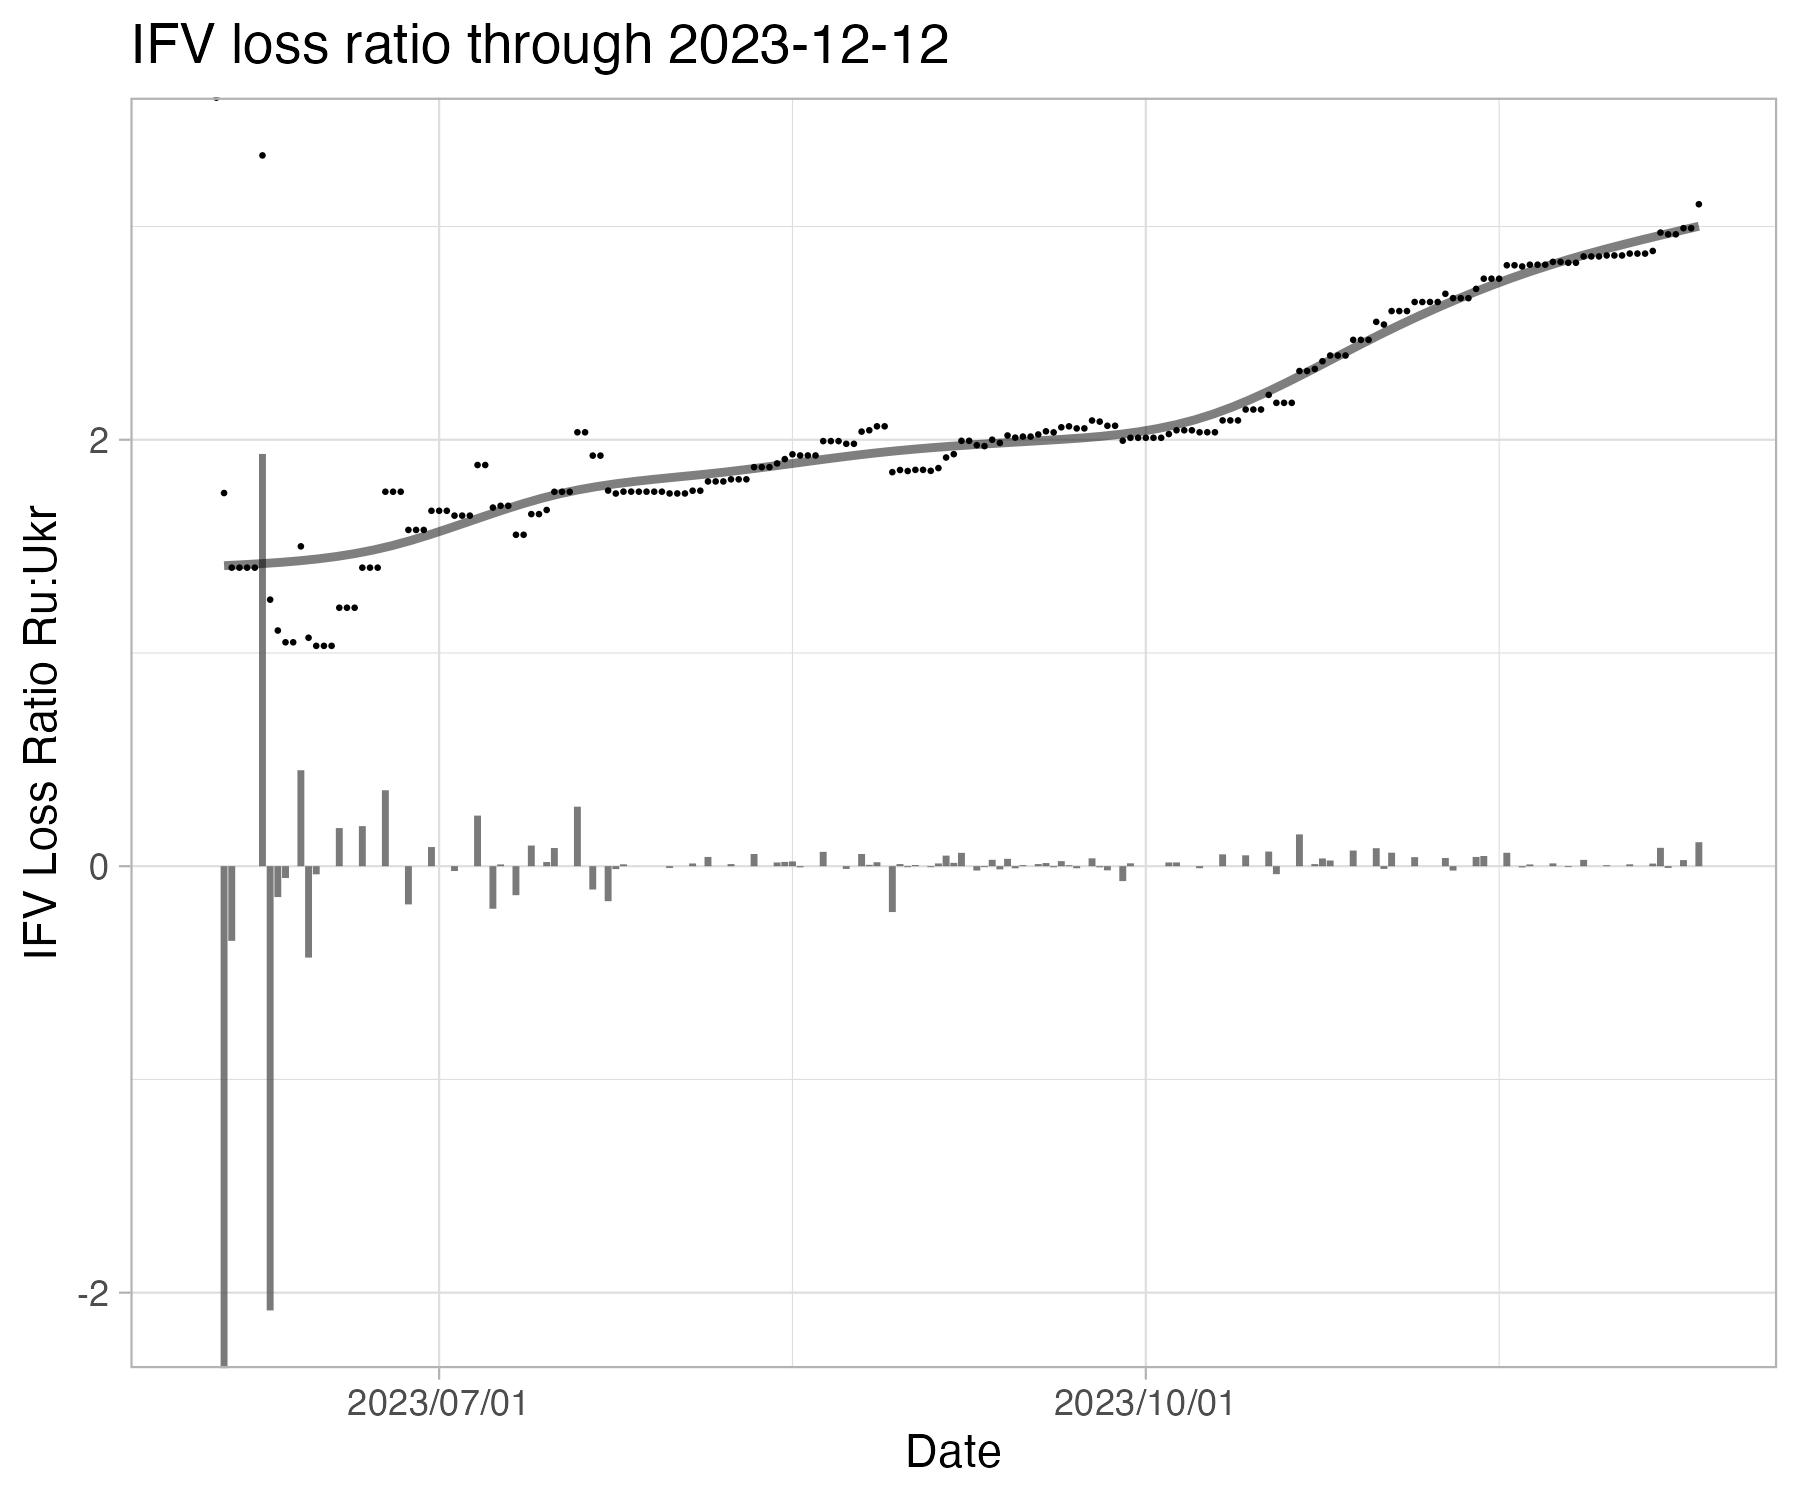 IFV loss ratio through 2023-12-12
IFV Loss Ratio Ru:Ukr
2
0
-2
2023/07/01
2023/10/01
Date